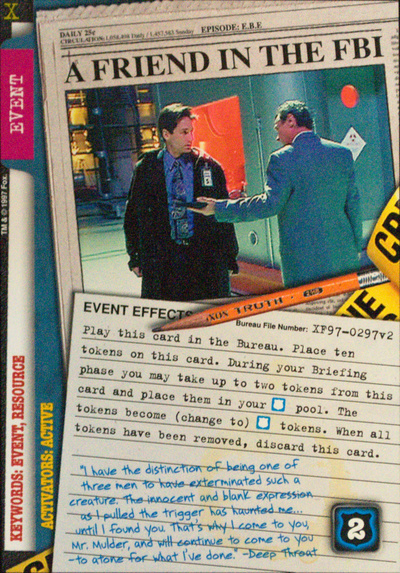 X
DAILY 25¢
EPISODE: E.B.E
A FRIEND IN THE FBI
EVENT
TM & © 1997 Fox.
EVENT EFFECTS
TRUTH
Bureau File Number: XF97-0297v2
Play this card in the Bureau. Place ten
tokens on this card. During your Briefing
phase you may take up to two tokens from this
card and place them in your pool. The
tokens become (change to) tokens. When all
tokens have been removed, discard this card.
"I have the distinction of being one of
three men to have exterminated such a
creature. The innocent and blank expression
as I pulled the trigger has haunted me...
until I found you. That's why I come to you,
Mr. Mulder, and will continue to come to you
-to atone for what I've done." -Deep Throat
2
KEYWORDS: EVENT, RESOURCE
ACTIVATORS: ACTIVE